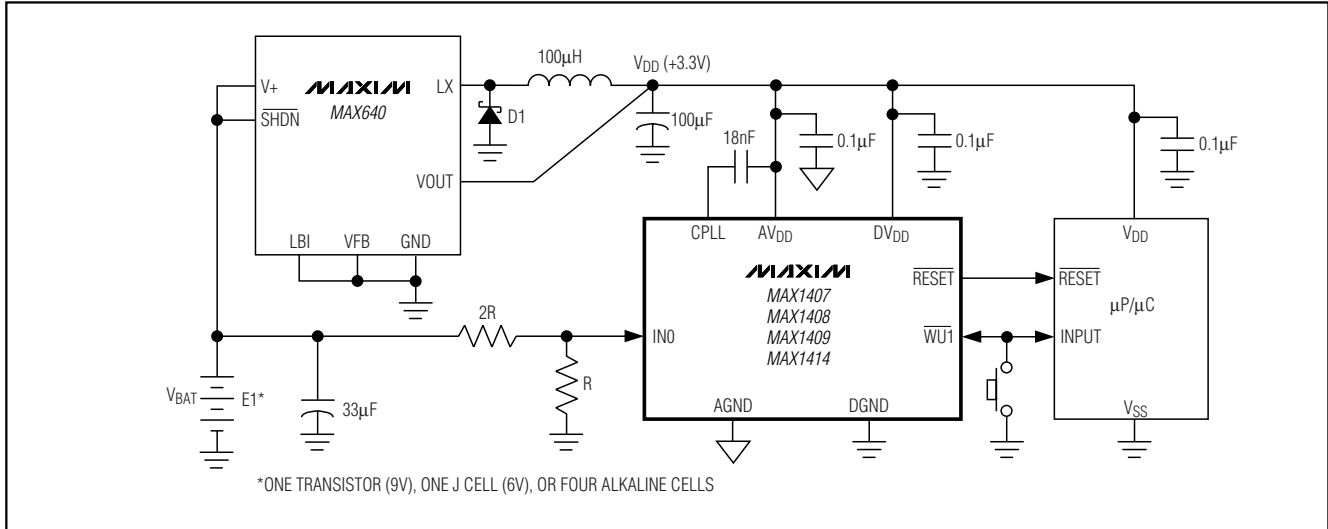 100µH
VDD (+3.3V)
V+
MAXIM
LX
MAX640
SHDN
D1
100µF
18nF
0.1µF
0.1µF
0.1µF
VOUT
LBI
VFB
GND
CPLL
AVDD
DVDD
VDD
MAXIM
RESET
RESET
MAX1407
MAX1408
MAX1409
MAX1414
µP/µC
2R
IN0
WU1
INPUT
R
VBAT
E1*
33µF
AGND
DGND
VSS
*ONE TRANSISTOR (9V), ONE J CELL (6V), OR FOUR ALKALINE CELLS